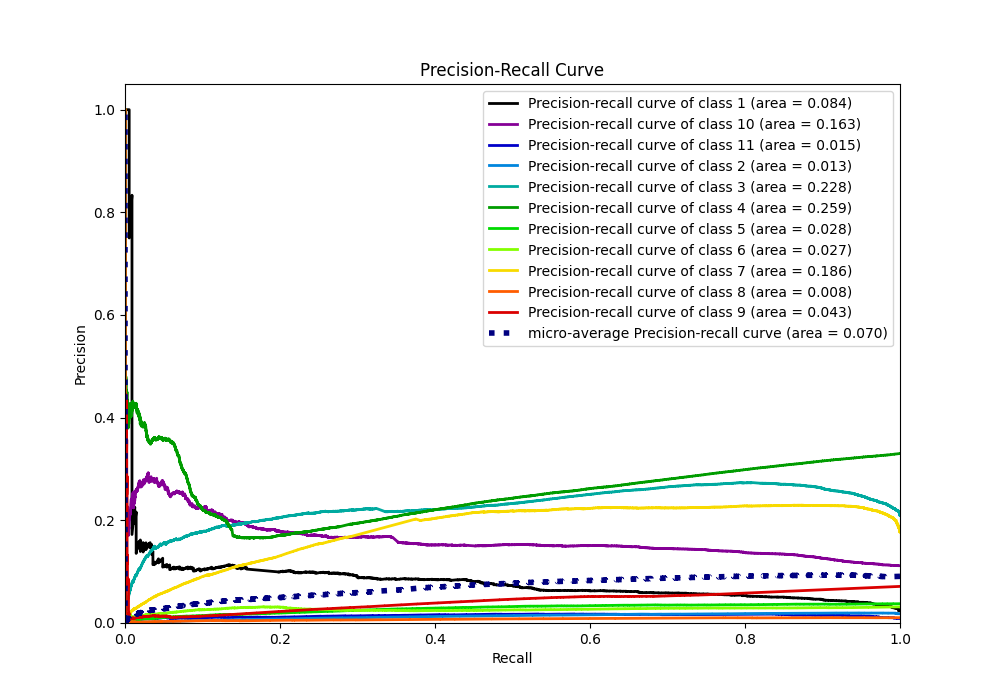 Precision-Recall Curve
Precision-recall curve of class 1 (area = 0.084)
Precision-recall curve of class 10 (area = 0.163)
Precision-recall curve of class 11 (area = 0.015)
Precision-recall curve of class 2 (area = 0.013)
Precision-recall curve of class 3 (area = 0.228)
Precision-recall curve of class 4 (area = 0.259)
Precision-recall curve of class 5 (area = 0.028)
Precision-recall curve of class 6 (area = 0.027)
Precision-recall curve of class 7 (area = 0.186)
Precision-recall curve of class 8 (area = 0.008)
Precision-recall curve of class 9 (area = 0.043)
micro-average Precision-recall curve (area = 0.070)
Precision
1.0
0.8
0.6
0.4
0.2
0.0
0.0 0.2 0.4 0.6 0.8 1.0
Recall